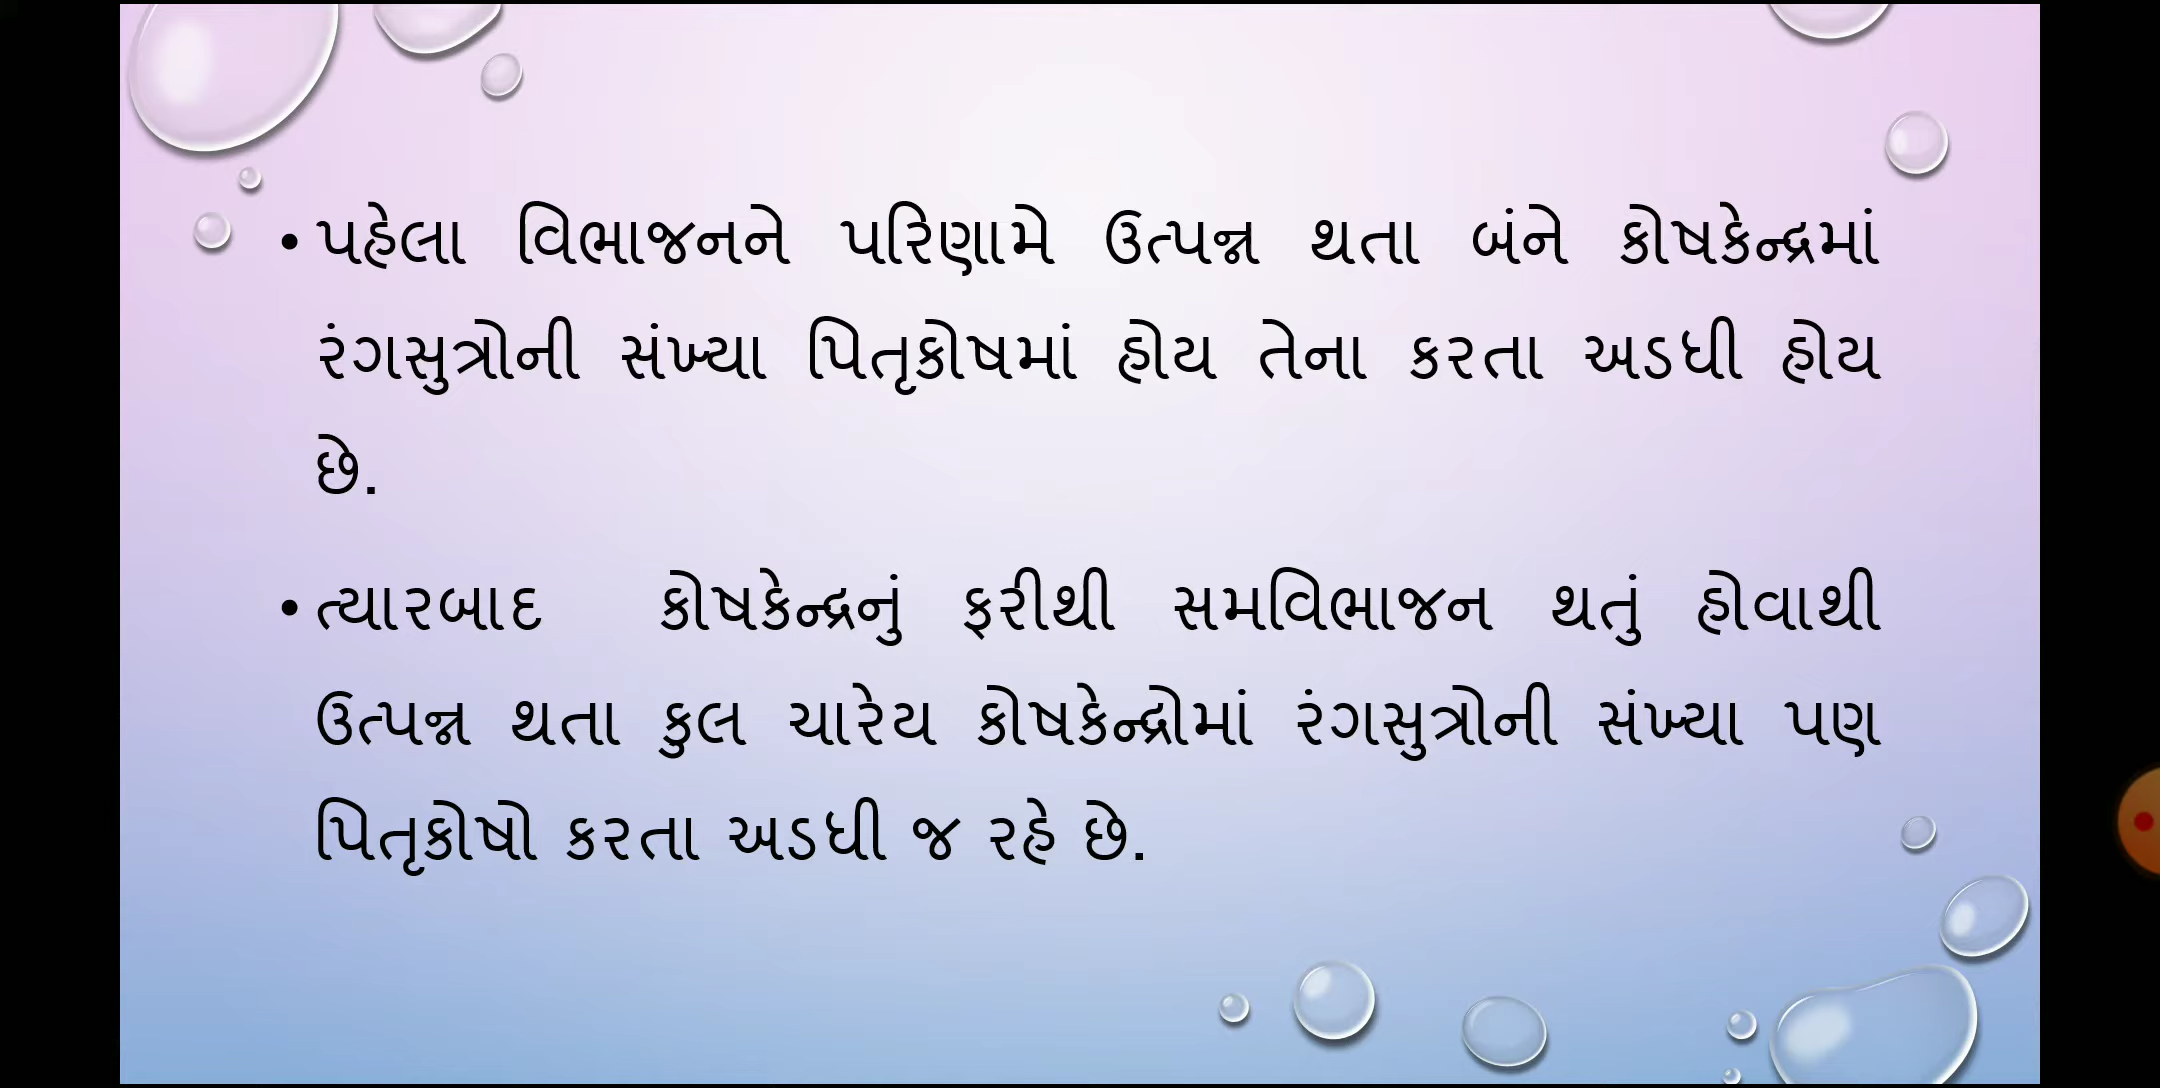 • પહેલા વિભાજનને પરિણામે ઉત્પન્ન થતા બંને કોષકેન્દ્રમાં
રંગસુત્રોની સંખ્યા પિતૃકોષમાં હોય તેના કરતા અડધી હોય
છે.
• ત્યારબાદ કોષકેન્દ્રનું ફરીથી સમવિભાજન થતું હોવાથી
ઉત્પન્ન થતા કુલ ચારેય કોષકેન્દ્રોમાં રંગસુત્રોની સંખ્યા પણ
પિતૃકોષો કરતા અડધી જ રહે છે.